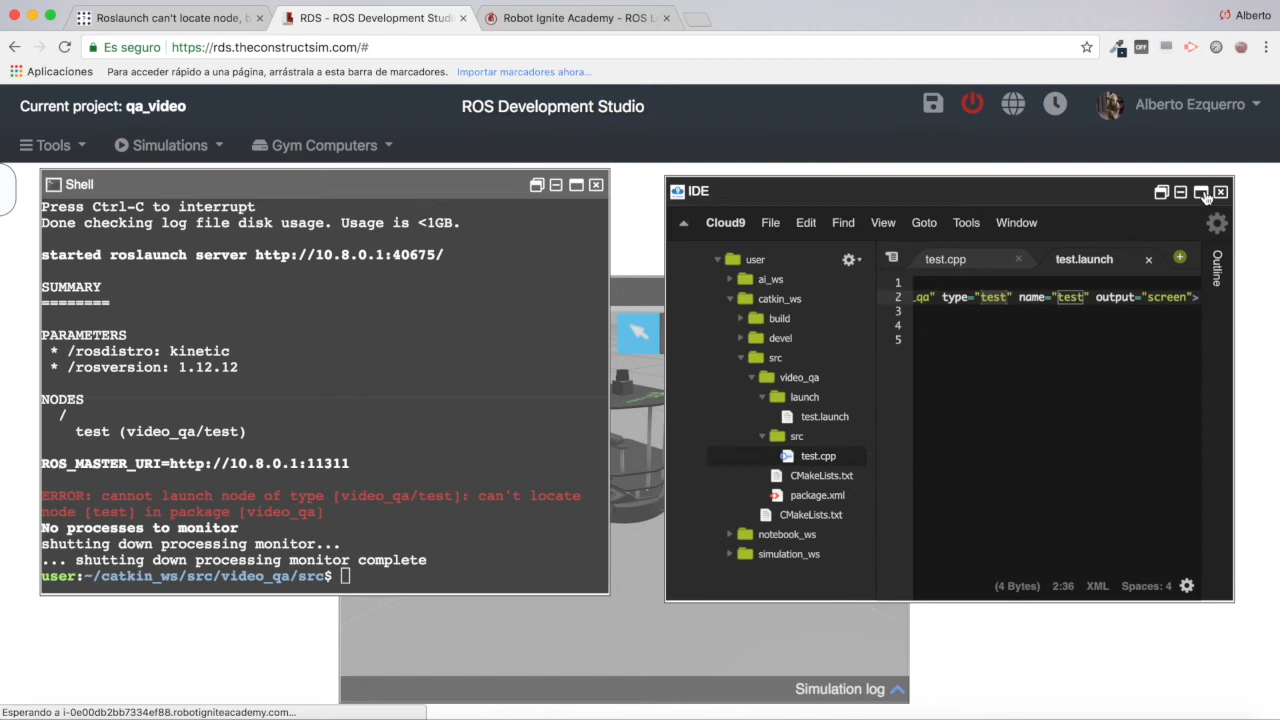 Roslaunch can't locate node, b
RDS - ROS Development Studi
Robot Ignite Academy - ROS L
Alberto
Es seguro
https://rds.theconstructsim.com/#
OFF
Aplicaciones
Para acceder rápido a una página, arrástrala a esta barra de marcadores.
Importar marcadores ahora...
Current project: qa_video
ROS Development Studio
Alberto Ezquerro
Tools
Simulations
Gym Computers
Shell
Press Ctrl-C to interrupt
Done checking log file disk usage. Usage is <1GB.
started roslaunch server http://10.8.0.1:40675/
SUMMARY
========
PARAMETERS
* /rosdistro: kinetic
* /rosversion: 1.12.12
NODES
/
test (video_qa/test)
ROS_MASTER_URI=http://10.8.0.1:11311
ERROR: cannot launch node of type [video_qa/test]: can't locate
node [test] in package [video_qa]
No processes to monitor
shutting down processing monitor...
... shutting down processing monitor complete
user:~/catkin_ws/src/video_qa/src$
IDE
Cloud9
File
Edit
Find
View
Goto
Tools
Window
user
ai_ws
catkin_ws
build
devel
src
video_qa
launch
test.launch
src
test.cpp
CMakeLists.txt
package.xml
CMakeLists.txt
notebook_ws
simulation_ws
test.cpp
test.launch
1
2
_qa" type="test" name="test" output="screen">
3
4
5
Outline
(4 Bytes)
2:36
XML
Spaces: 4
Simulation log
Esperando a i-0e00db2bb7334ef88.robotigniteacademy.com...